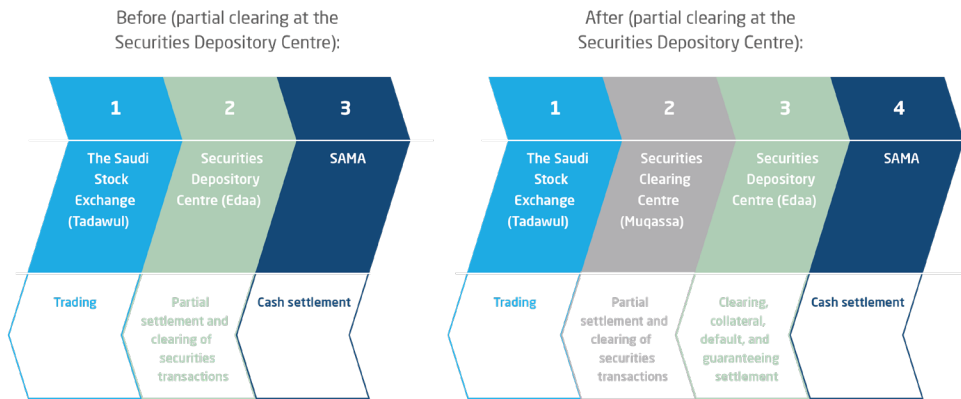 Before (partial clearing at the
Securities Depository Centre):
1
2
3
The Saudi
Stock
Exchange
(Tadawul)
Securities
Depository
Centre (Edaa)
SAMA
Trading
Partial
settlement and
clearing of
securities
transactions
Cash settlement
After (partial clearing at the
Securities Depository Centre):
1
2
3
4
The Saudi
Stock
Exchange
(Tadawul)
Securities
Clearing
Centre
(Muqassa)
Securities
Depository
Centre (Edaa)
SAMA
Trading
Partial
settlement and
clearing of
securities
transactions
Clearing,
collateral,
default, and
guaranteeing
settlement
Cash settlement